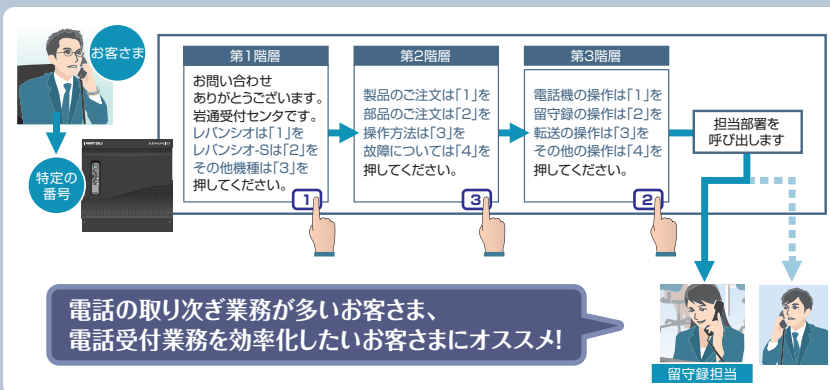 お客さま
特定の
番号
IWATSU
第1階層
お問い合わせ
ありがとうございます。
岩通受付センタです。
レバンシオは「1」を
レバンシオ-Sは「2」を
その他機種は「3」を
押してください。
1
第2階層
製品のご注文は「1」を
部品のご注文は「2」を
操作方法は「3」を
故障については「4」を
押してください。
3
第3階層
電話機の操作は「1」を
留守録の操作は「2」を
転送の操作は「3」を
その他の操作は「4」を
押してください。
2
担当部署を
呼び出します
電話の取り次ぎ業務が多いお客さま、
電話受付業務を効率化したいお客さまにオススメ!
留守録担当